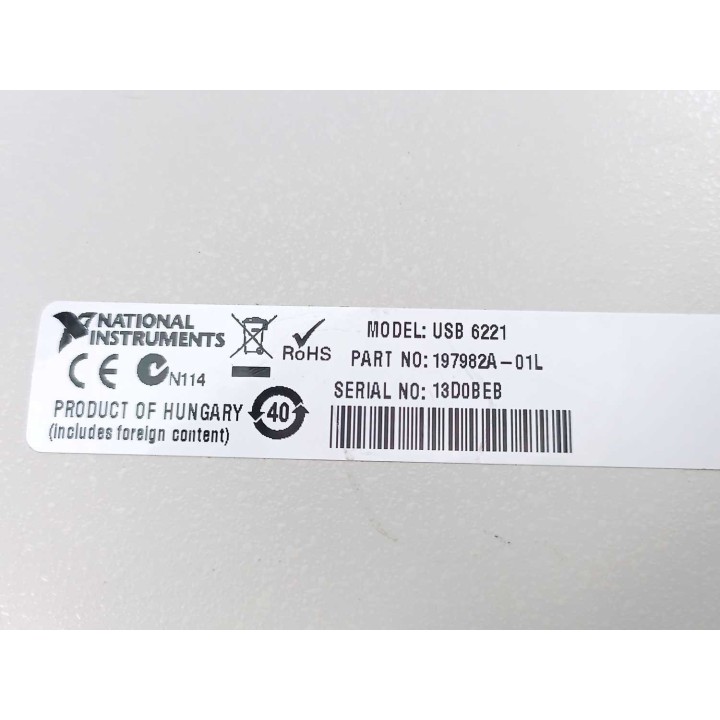 NATIONAL
INSTRUMENTS
CE N114
RoHS
PRODUCT OF HUNGARY
(includes foreign content)
40
MODEL: USB 6221
PART NO: 197982A-01L
SERIAL NO: 13D0BEB